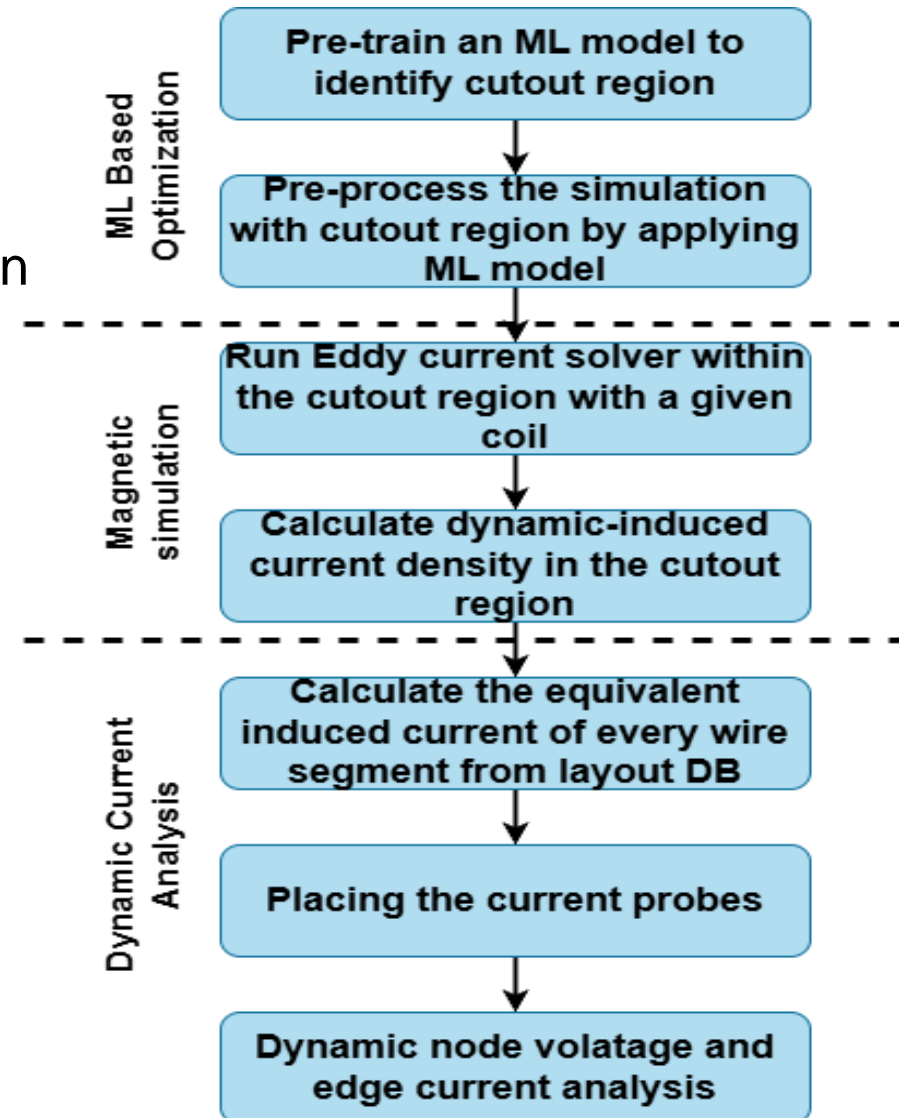 ML Based
Optimization
Pre-train an ML model to
identify cutout region
Pre-process the simulation
with cutout region by applying
ML model
n
Magnetic
simulation
Run Eddy current solver within
the cutout region with a given
coil
Calculate dynamic-induced
current density in the cutout
region
Dynamic Current
Analysis
Calculate the equivalent
induced current of every wire
segment from layout DB
Placing the current probes
Dynamic node volatage and
edge current analysis